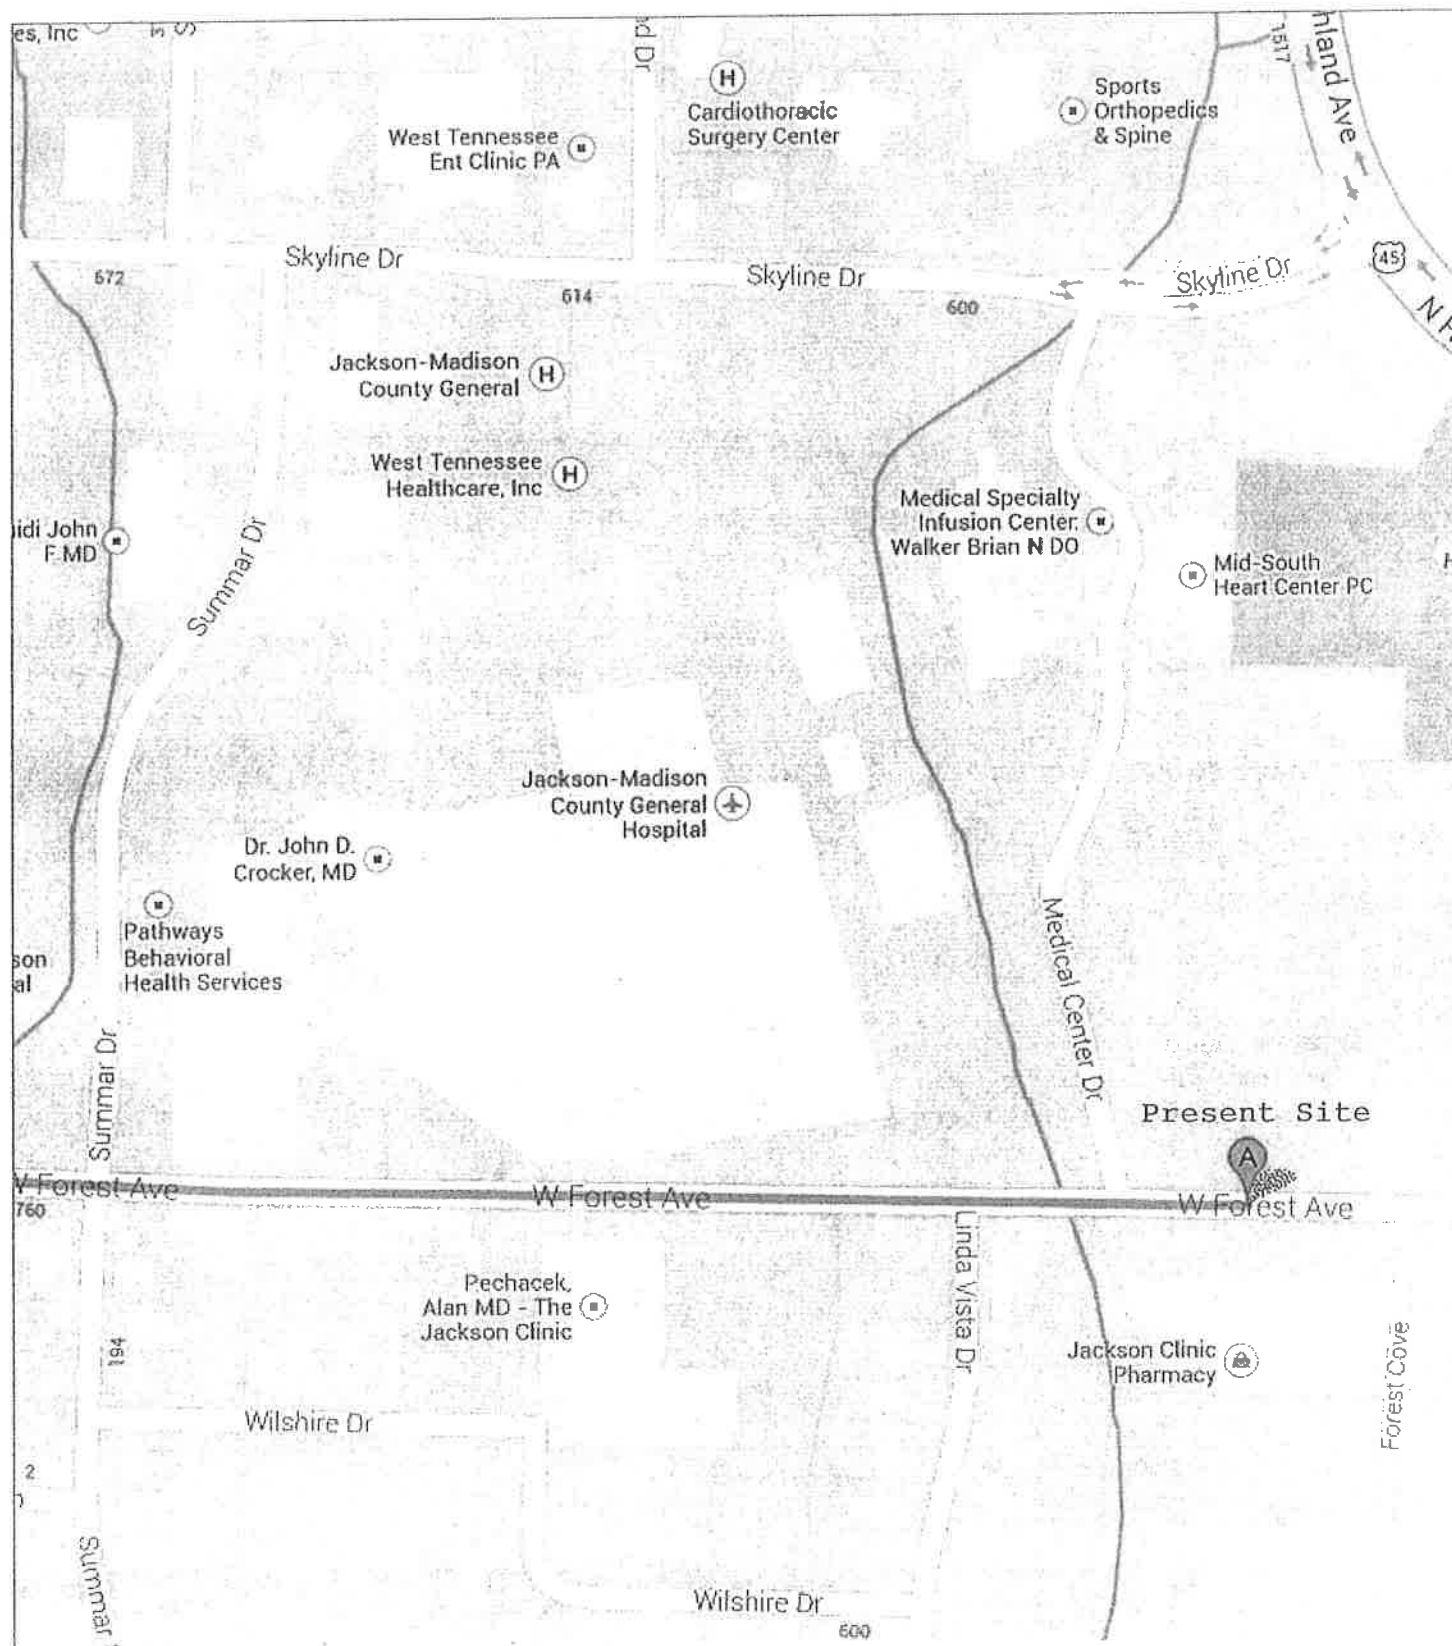 es, Inc
nd Dr
1517
hland Ave
H
Cardiothoracic
Surgery Center
Sports
Orthopedics
& Spine
West Tennessee
Ent Clinic PA
Skyline Dr
Skyline Dr
Skyline Dr
45
672
614
600
N H
Jackson-Madison
County General
H
West Tennessee
Healthcare, Inc
H
Medical Specialty
Infusion Center:
Walker Brian N DO
idi John
F MD
Summar Dr
Mid-South
Heart Center PC
H
Jackson-Madison
County General
Hospital
Dr. John D.
Crocker, MD
Pathways
Behavioral
Health Services
son
al
Medical Center Dr
Summar Dr
Present Site
A
W Forest Ave
W Forest Ave
W Forest Ave
760
Linda Vista Dr
Pechacek,
Alan MD - The
Jackson Clinic
194
Jackson Clinic
Pharmacy
Forest Cove
Wilshire Dr
2
Summar
Wilshire Dr
600